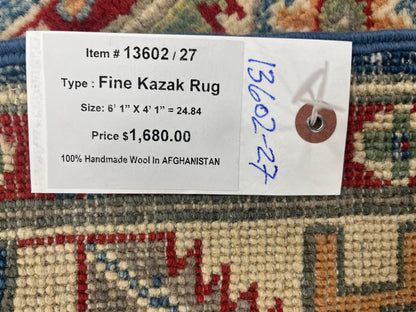 Item # 13602 / 27
Type : Fine Kazak Rug
Size: 6' 1" X 4' 1" = 24.84
Price $1,680.00
100% Handmade Wool In AFGHANISTAN
13602-27